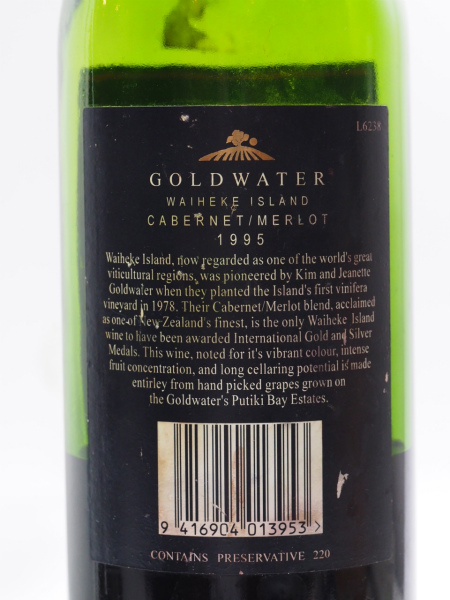 L6238
GOLDWATER
WAIHEKE ISLAND
CABERNET/MERLOT
1995
Waiheke Island, now regarded as one of the world's great
viticultural regions, was pioneered by Kim and Jeanette
Goldwater when they planted the Island's first vinifera
vineyard in 1978. Their Cabernet/Merlot blend, acclaimed
as one of New Zealand's finest, is the only Waiheke Island
wine to have been awarded International Gold and Silver
Medals. This wine, noted for it's vibrant colour, intense
fruit concentration, and long cellaring potential is made
entirley from hand picked grapes grown on
the Goldwater's Putiki Bay Estates.
9 416904 013953 >
CONTAINS PRESERVATIVE 220